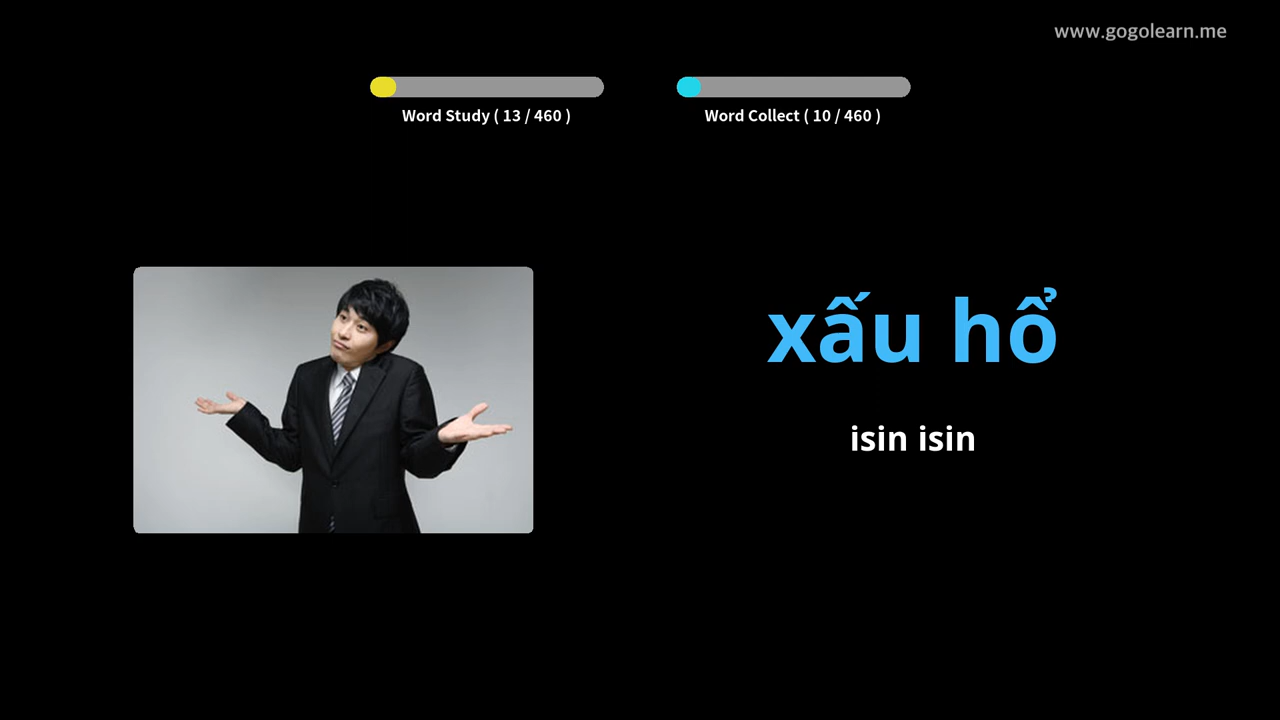 www.gogolearn.me
Word Study ( 13 / 460 )
Word Collect ( 10 / 460 )
xấu hổ
isin isin